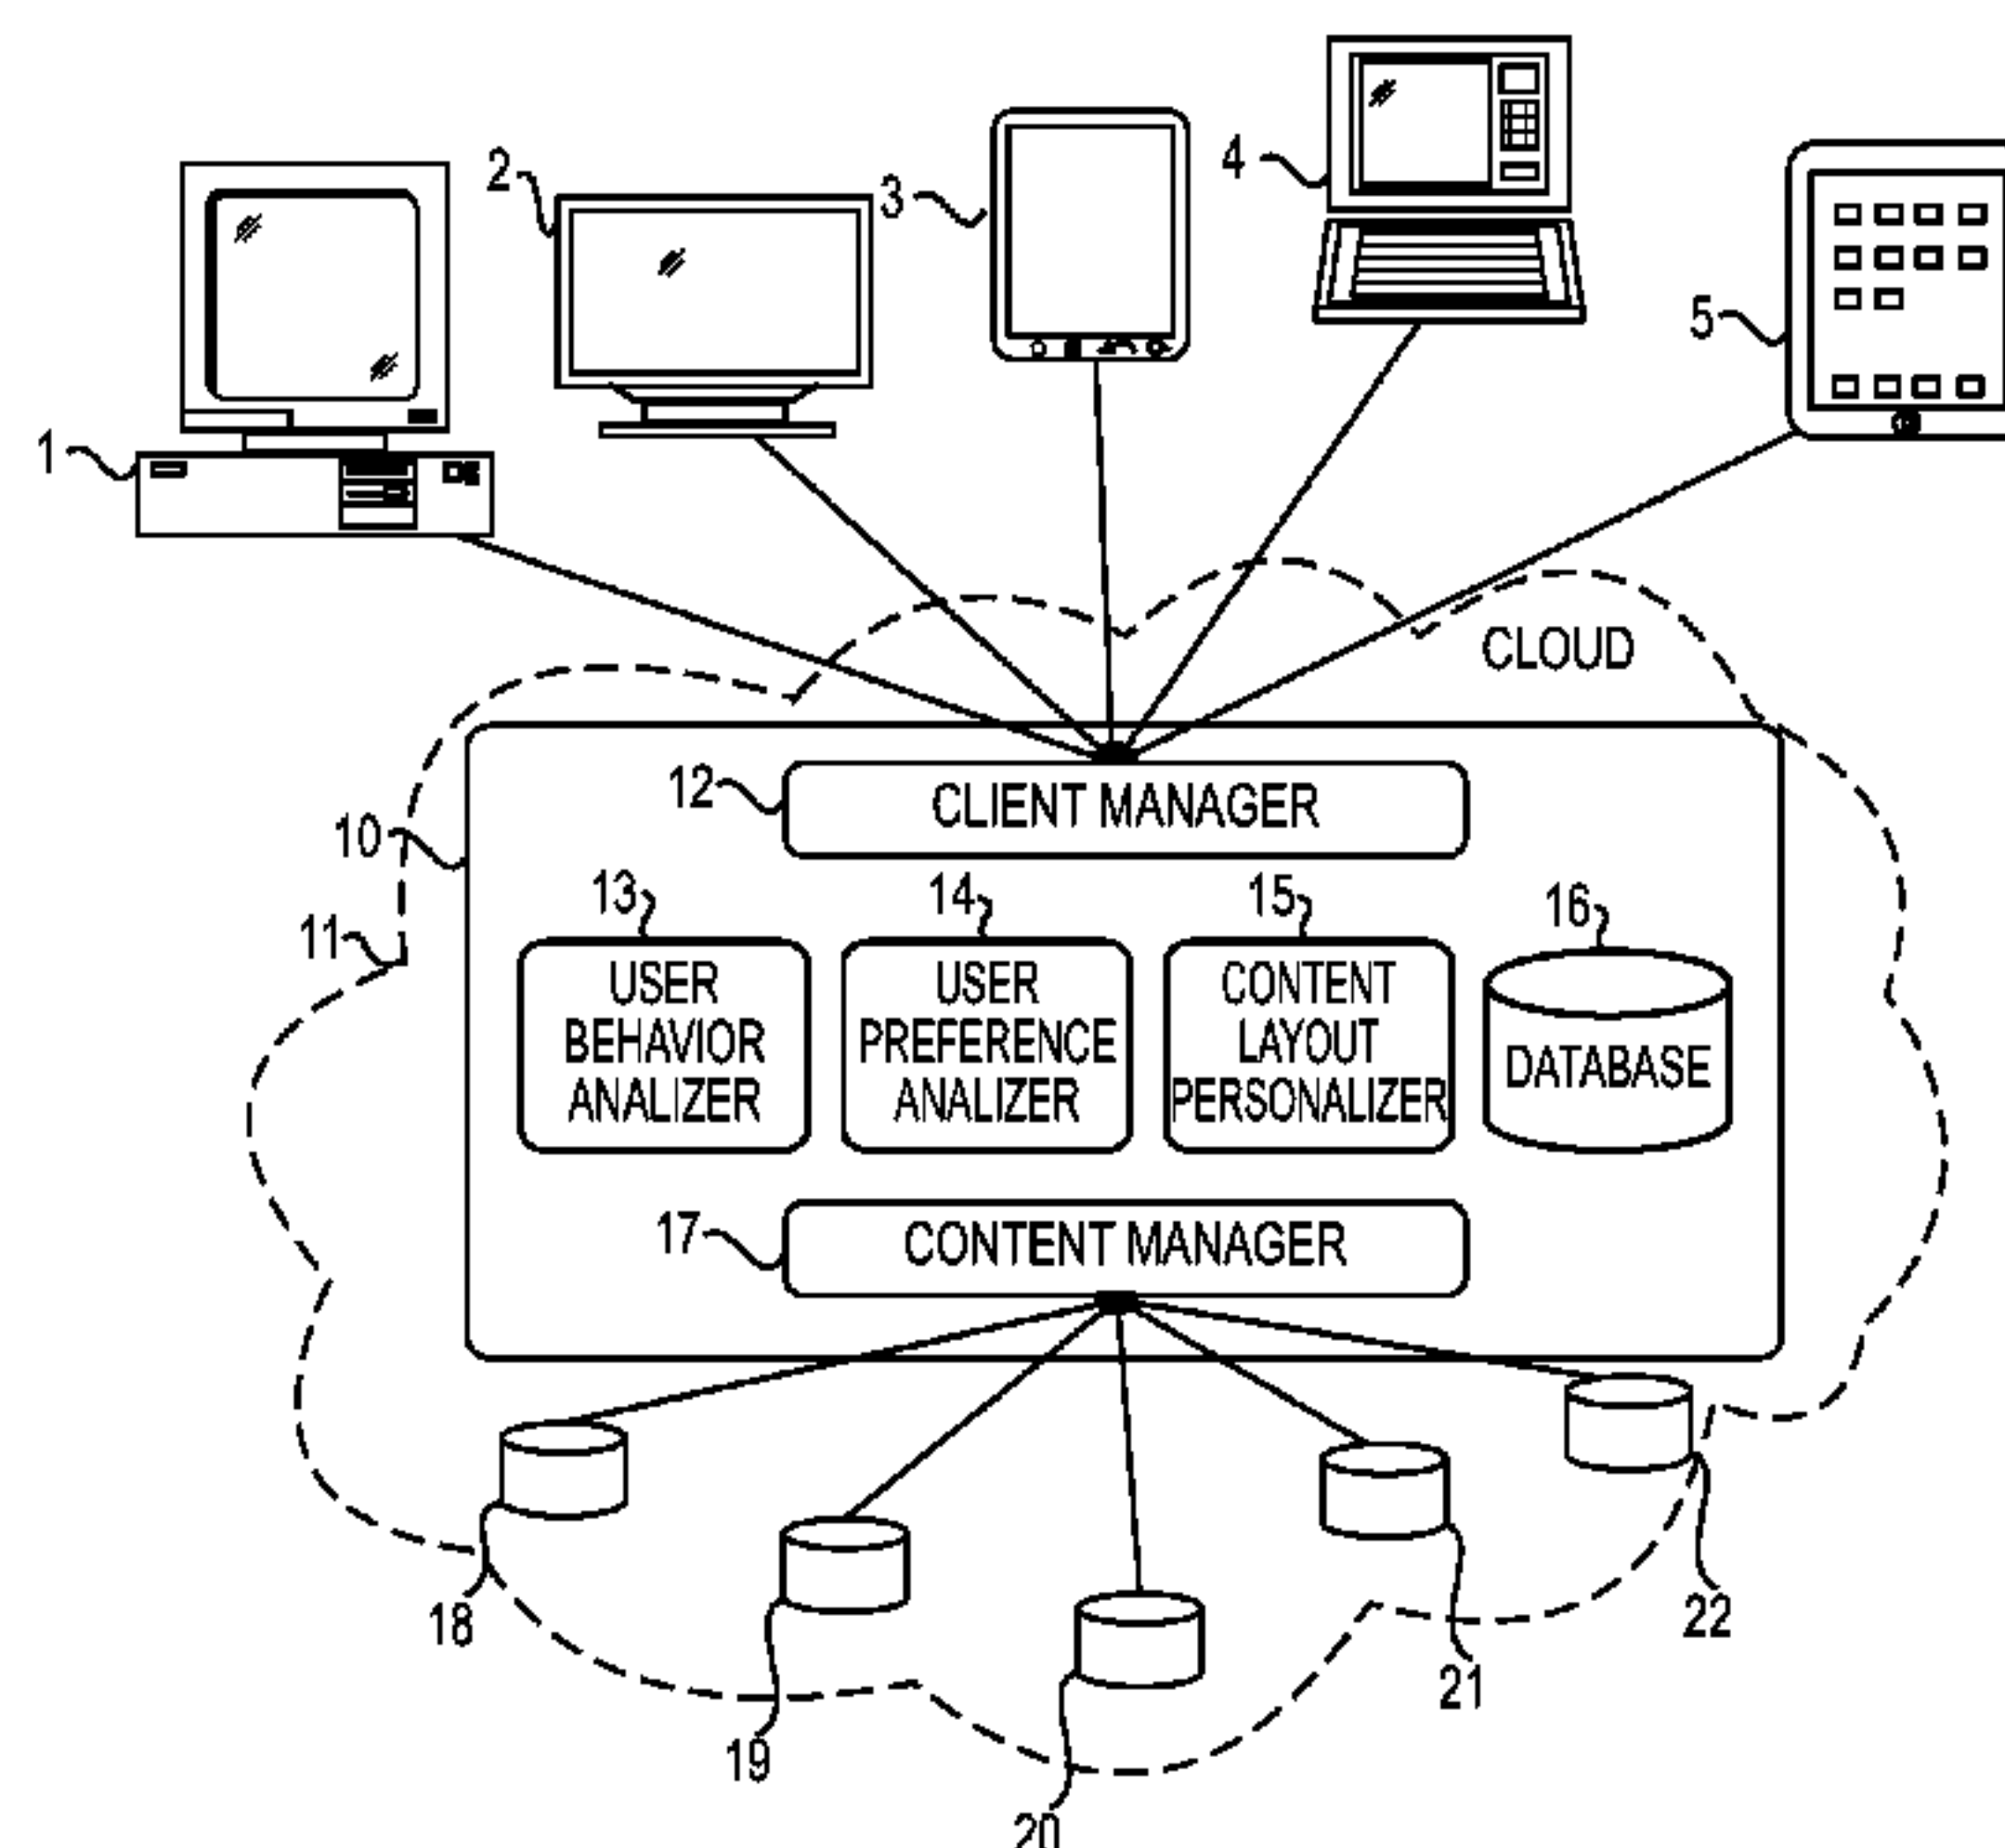 4
2
3
5
1
CLOUD
12
CLIENT MANAGER
10
13
14
15
16
11
USER
BEHAVIOR
ANALIZER
USER
PREFERENCE
ANALIZER
CONTENT
LAYOUT
PERSONALIZER
DATABASE
17
CONTENT MANAGER
18
19
20
21
22